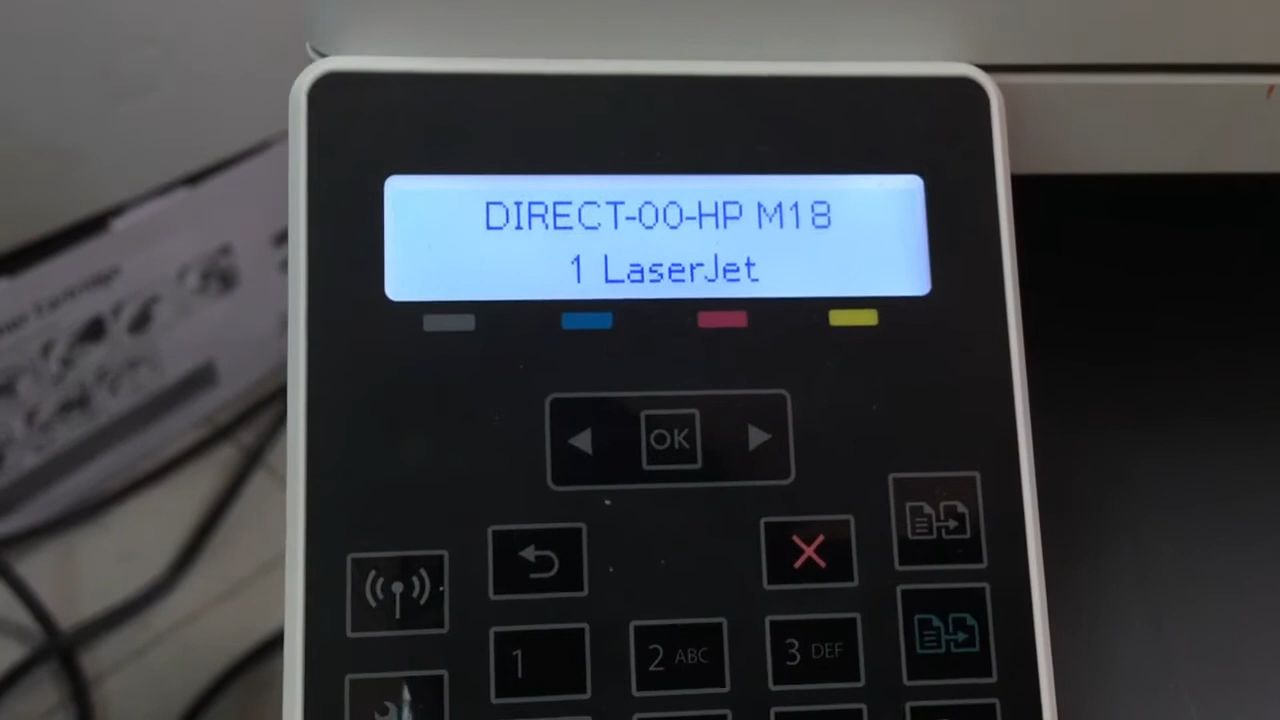 DIRECT-00-HP M18
1 LaserJet
OK
1
2 ABC
3 DEF